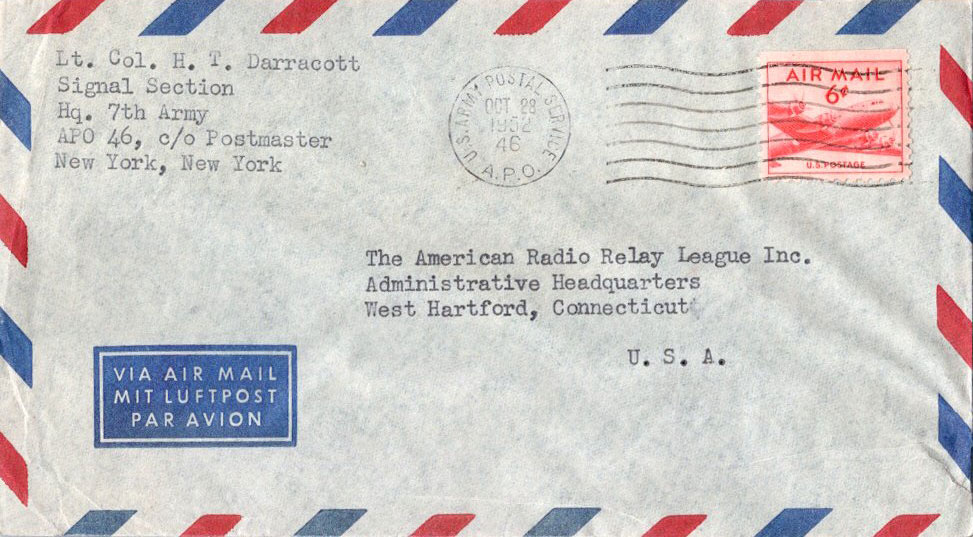 Lt. Col. H. T. Darracott
Signal Section
Hq. 7th Army
APO 46, c/o Postmaster
New York, New York
U.S. ARMY POSTAL SERVICE
OCT 28
1952
46
A.P.O.
AIR MAIL
6¢
U.S. POSTAGE
The American Radio Relay League Inc.
Administrative Headquarters
West Hartford, Connecticut
U. S. A.
VIA AIR MAIL
MIT LUFTPOST
PAR AVION